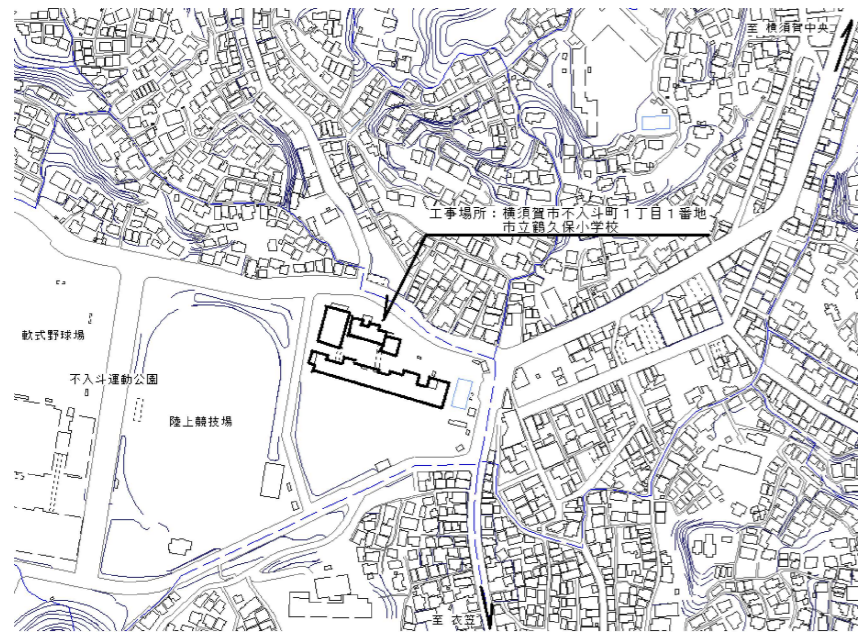 至 横須賀中央
工事場所：横須賀市不入斗町１丁目１番地
市立鶴久保小学校
軟式野球場
不入斗運動公園
陸上競技場
至 衣笠